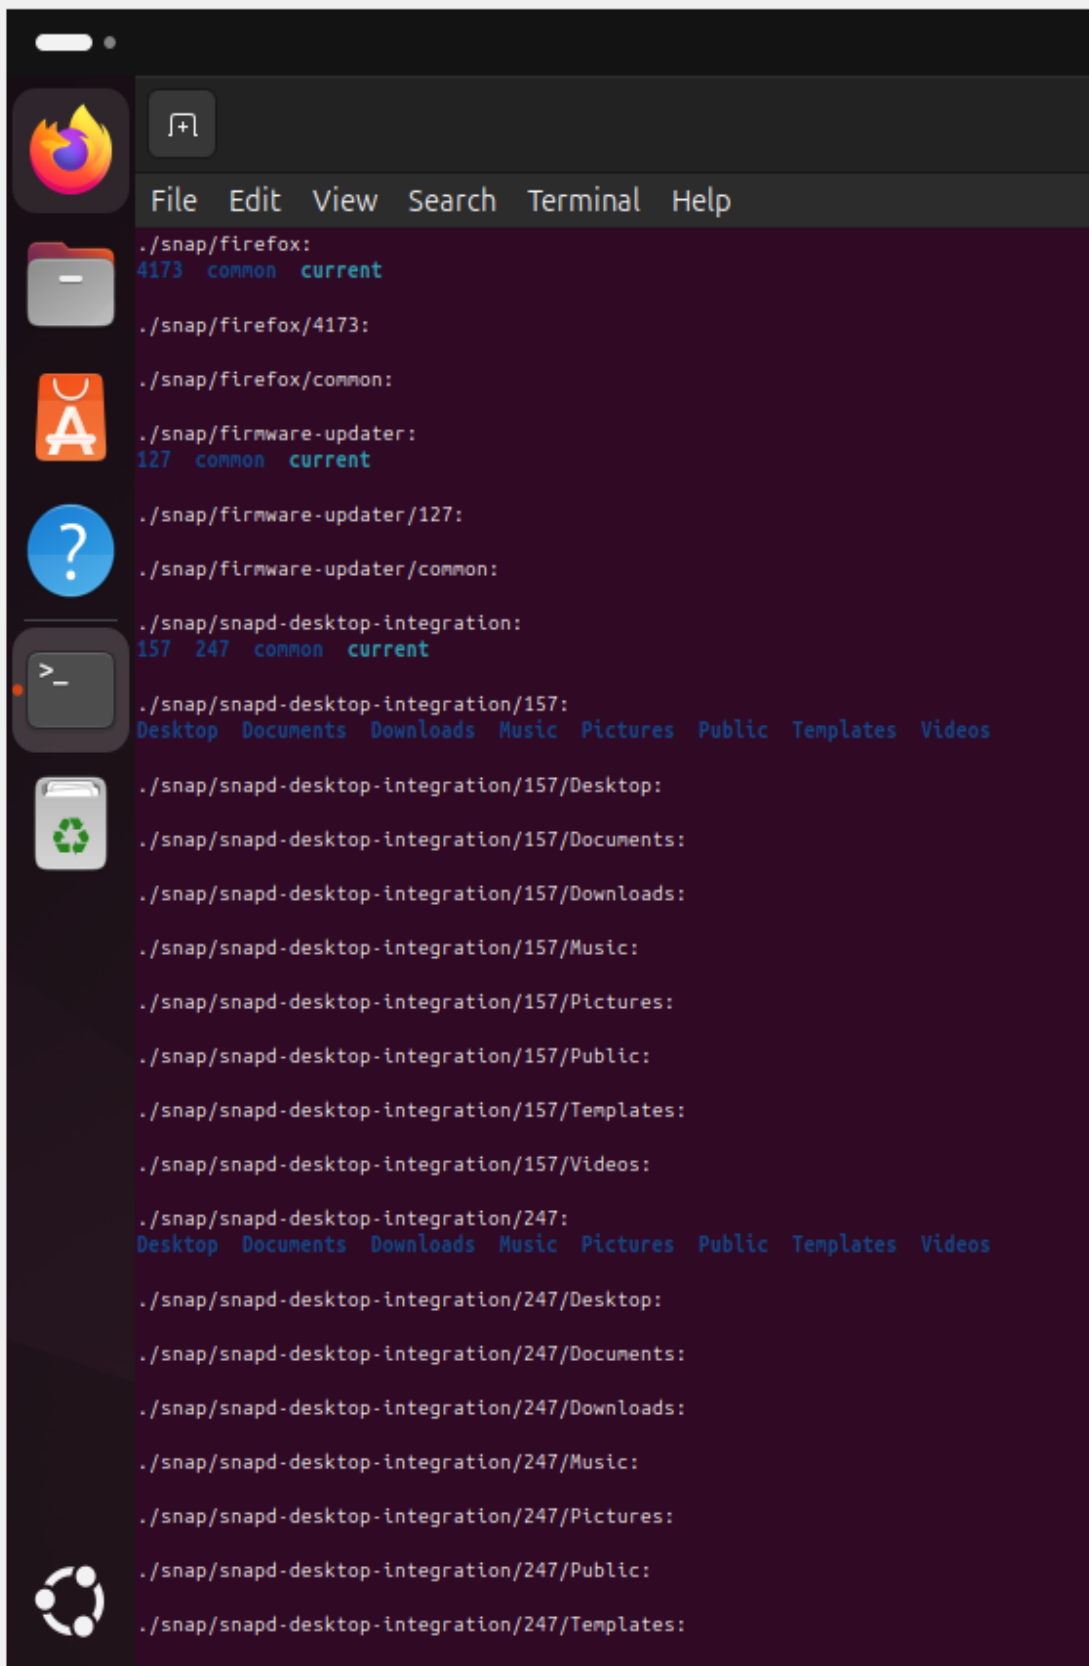 File Edit View Search Terminal Help
./snap/firefox:
4173 common current
./snap/firefox/4173:
./snap/firefox/common:
./snap/firmware-updater:
127 common current
./snap/firmware-updater/127:
./snap/firmware-updater/common:
./snap/snapd-desktop-integration:
157 247 common current
./snap/snapd-desktop-integration/157:
Desktop Documents Downloads Music Pictures Public Templates Videos
./snap/snapd-desktop-integration/157/Desktop:
./snap/snapd-desktop-integration/157/Documents:
./snap/snapd-desktop-integration/157/Downloads:
./snap/snapd-desktop-integration/157/Music:
./snap/snapd-desktop-integration/157/Pictures:
./snap/snapd-desktop-integration/157/Public:
./snap/snapd-desktop-integration/157/Templates:
./snap/snapd-desktop-integration/157/Videos:
./snap/snapd-desktop-integration/247:
Desktop Documents Downloads Music Pictures Public Templates Videos
./snap/snapd-desktop-integration/247/Desktop:
./snap/snapd-desktop-integration/247/Documents:
./snap/snapd-desktop-integration/247/Downloads:
./snap/snapd-desktop-integration/247/Music:
./snap/snapd-desktop-integration/247/Pictures:
./snap/snapd-desktop-integration/247/Public:
./snap/snapd-desktop-integration/247/Templates: